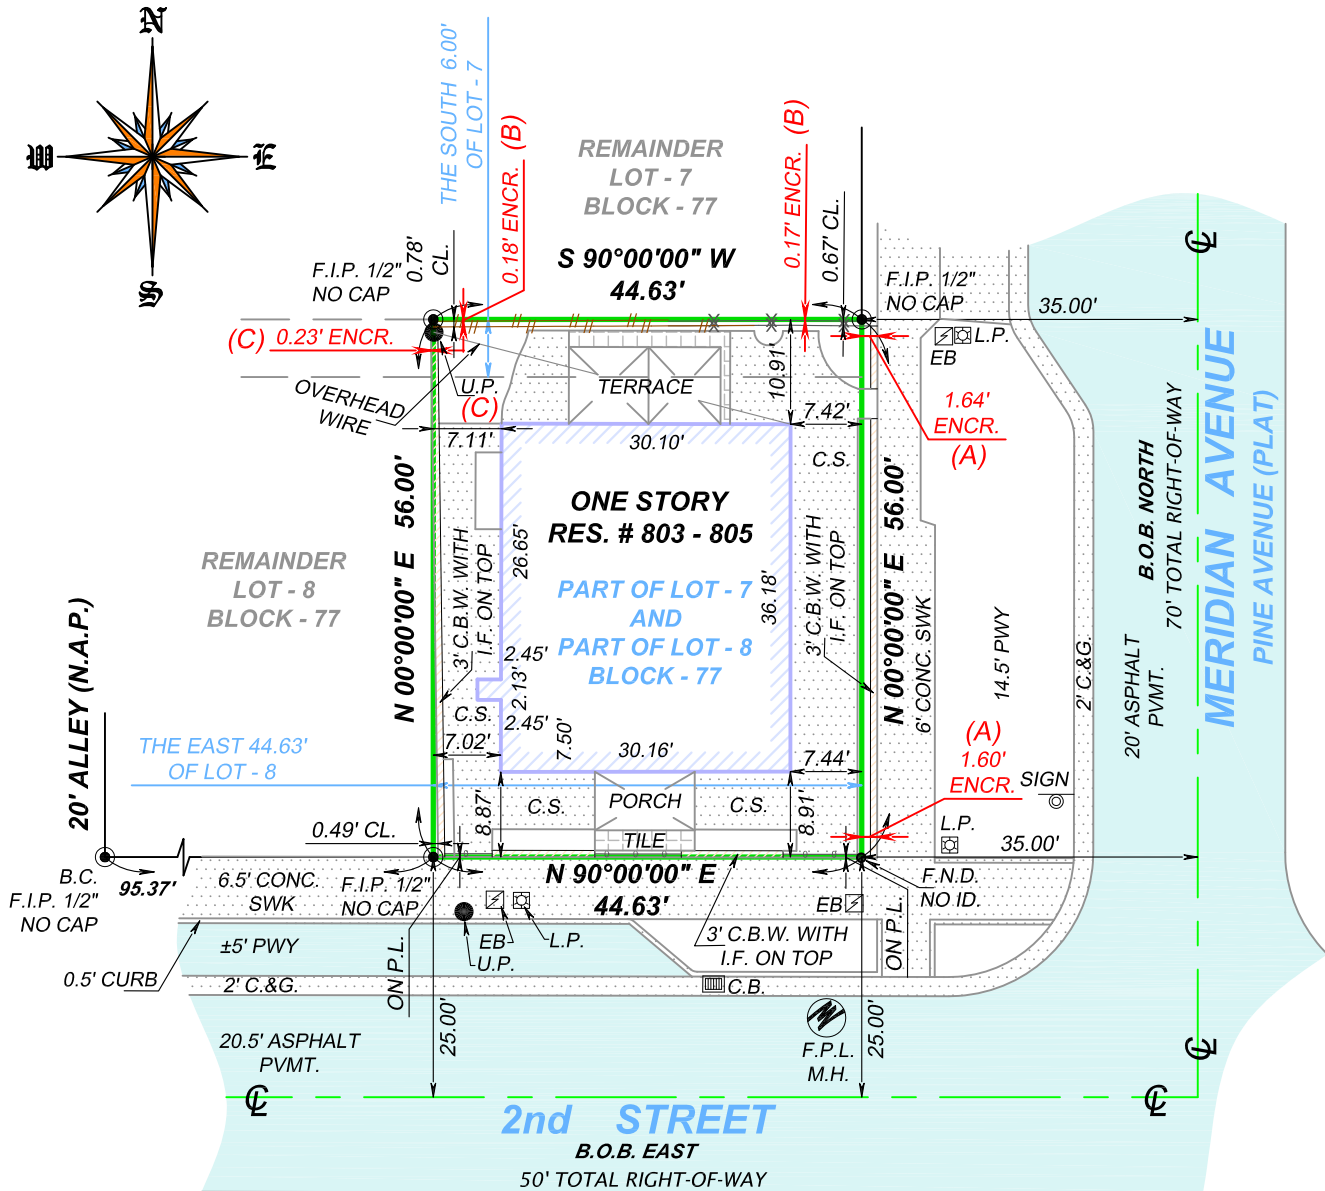 N
W
E
S
THE SOUTH 6.00'
OF LOT - 7
0.18' ENCR. (B)
REMAINDER
LOT - 7
BLOCK - 77
0.17' ENCR. (B)
0.67' CL.
0.78'
CL.
S 90°00'00" W
44.63'
F.I.P. 1/2"
NO CAP
F.I.P. 1/2"
NO CAP
35.00'
(C) 0.23' ENCR.
OVERHEAD
WIRE
U.P.
(C)
TERRACE
10.91'
L.P.
EB
1.64'
ENCR.
(A)
7.11'
30.10'
7.42'
C.S.
N 00°00'00" E 56.00'
ONE STORY
RES. # 803 - 805
PART OF LOT - 7
AND
PART OF LOT - 8
BLOCK - 77
26.65'
36.18'
3' C.B.W. WITH
I.F. ON TOP
3' C.B.W. WITH
I.F. ON TOP
N 00°00'00" E 56.00'
6' CONC. SWK
14.5' PWY
2' C.&G.
20' ASPHALT
PVMT.
B.O.B. NORTH
70' TOTAL RIGHT-OF-WAY
MERIDIAN AVENUE
PINE AVENUE (PLAT)
REMAINDER
LOT - 8
BLOCK - 77
20' ALLEY (N.A.P.)
2.45'
2.13'
2.45'
C.S.
7.50'
7.02'
30.16'
7.44'
THE EAST 44.63'
OF LOT - 8
(A)
1.60'
ENCR.
SIGN
L.P.
35.00'
8.87'
C.S.
PORCH
C.S.
8.91'
TILE
0.49' CL.
B.C.
F.I.P. 1/2"
NO CAP
95.37'
6.5' CONC.
SWK
F.I.P. 1/2"
NO CAP
N 90°00'00" E
44.63'
F.N.D.
NO ID.
EB
EB
U.P.
L.P.
3' C.B.W. WITH
I.F. ON TOP
ON P.L.
ON P.L.
±5' PWY
0.5' CURB
2' C.&G.
C.B.
20.5' ASPHALT
PVMT.
25.00'
F.P.L.
M.H.
25.00'
2nd STREET
B.O.B. EAST
50' TOTAL RIGHT-OF-WAY